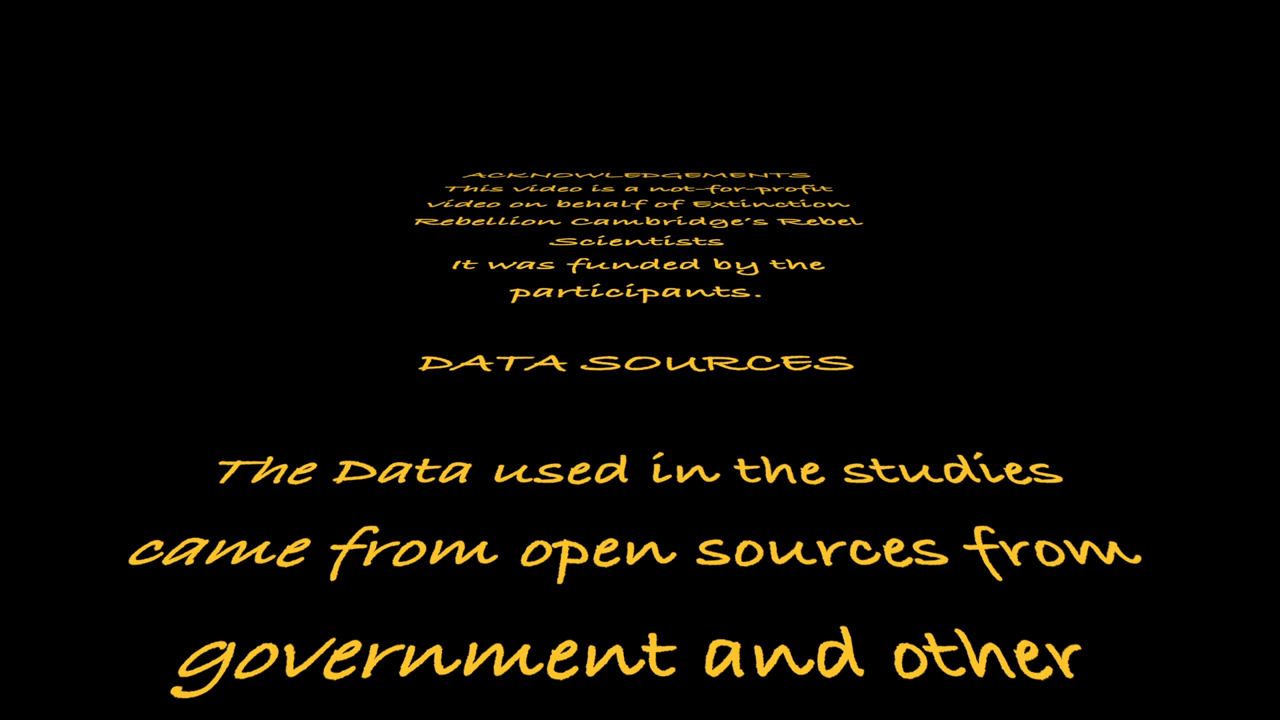 ACKNOWLEDGEMENTS
This video is a not-for-profit
video on behalf of Extinction
Rebellion Cambridge's Rebel
Scientists
It was funded by the
participants.
DATA SOURCES
The Data used in the studies
came from open sources from
government and other